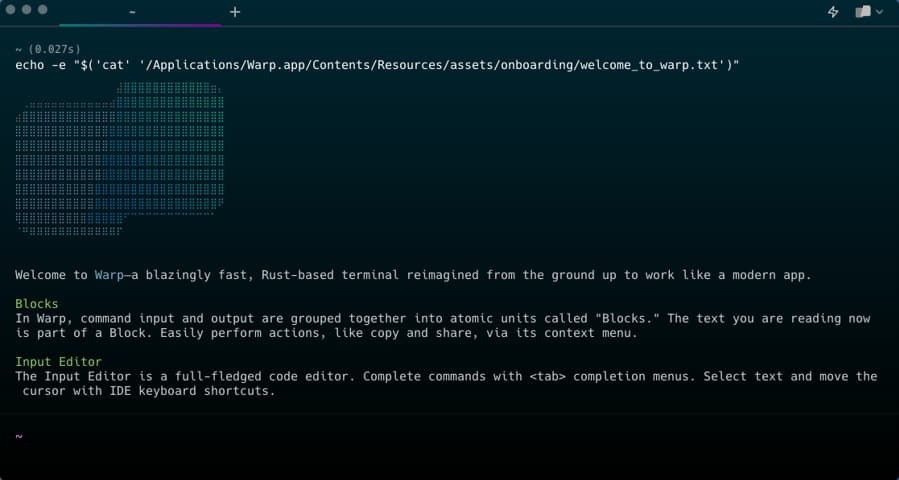 ~
~ (0.027s)
echo -e "$('cat' '/Applications/Warp.app/Contents/Resources/assets/onboarding/welcome_to_warp.txt')"
Welcome to Warp—a blazingly fast, Rust-based terminal reimagined from the ground up to work like a modern app.
Blocks
In Warp, command input and output are grouped together into atomic units called "Blocks." The text you are reading now
is part of a Block. Easily perform actions, like copy and share, via its context menu.
Input Editor
The Input Editor is a full-fledged code editor. Complete commands with <tab> completion menus. Select text and move the
cursor with IDE keyboard shortcuts.
~